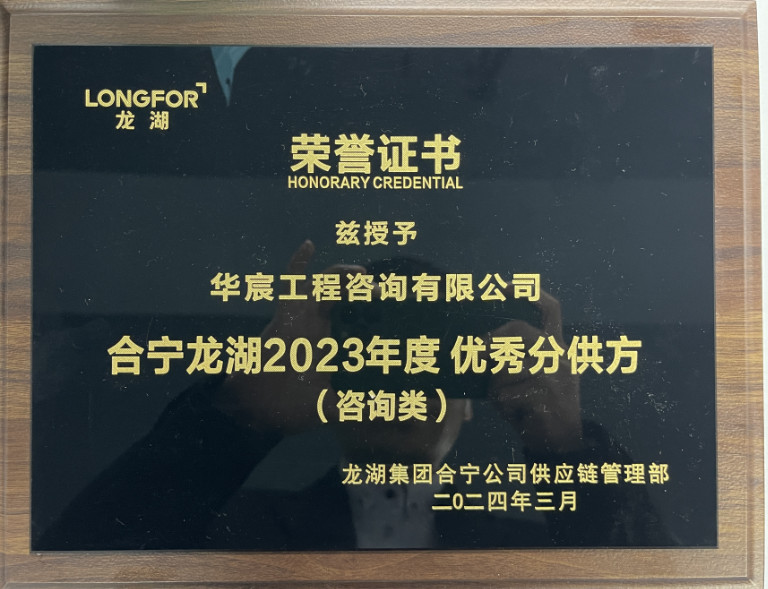 LONGFOR
龙湖
荣誉证书
HONORARY CREDENTIAL
兹授予
华宸工程咨询有限公司
合宁龙湖2023年度 优秀分供方
（咨询类）
龙湖集团合宁公司供应链管理部
二0二四年三月